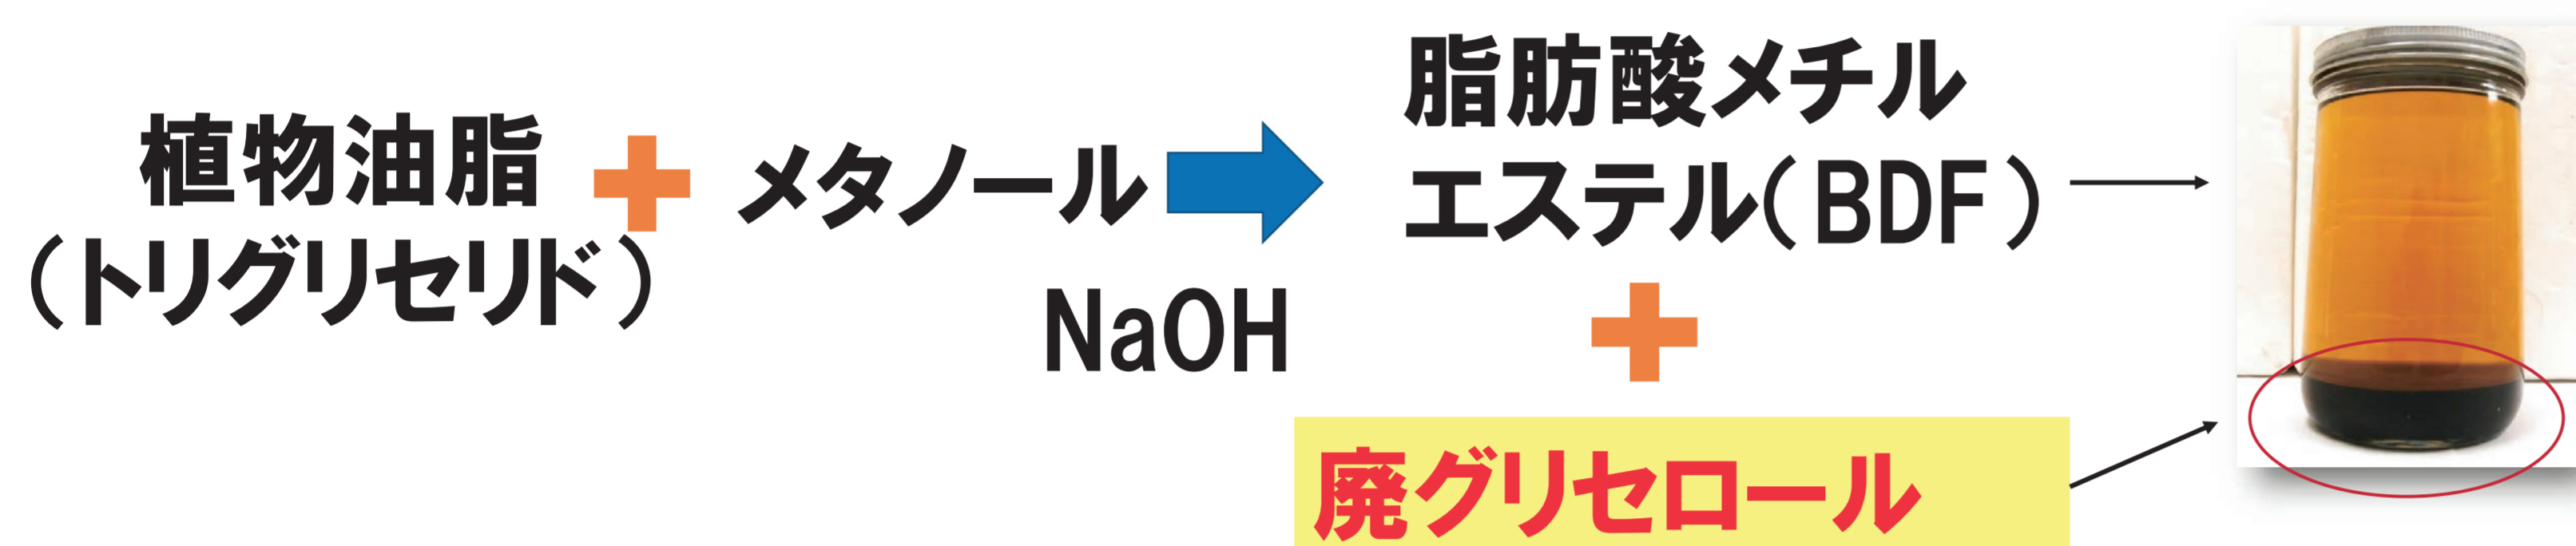 植物油脂
(トリグリセリド)
メタノール
NaOH
脂肪酸メチル
エステル(BDF)
廃グリセロール